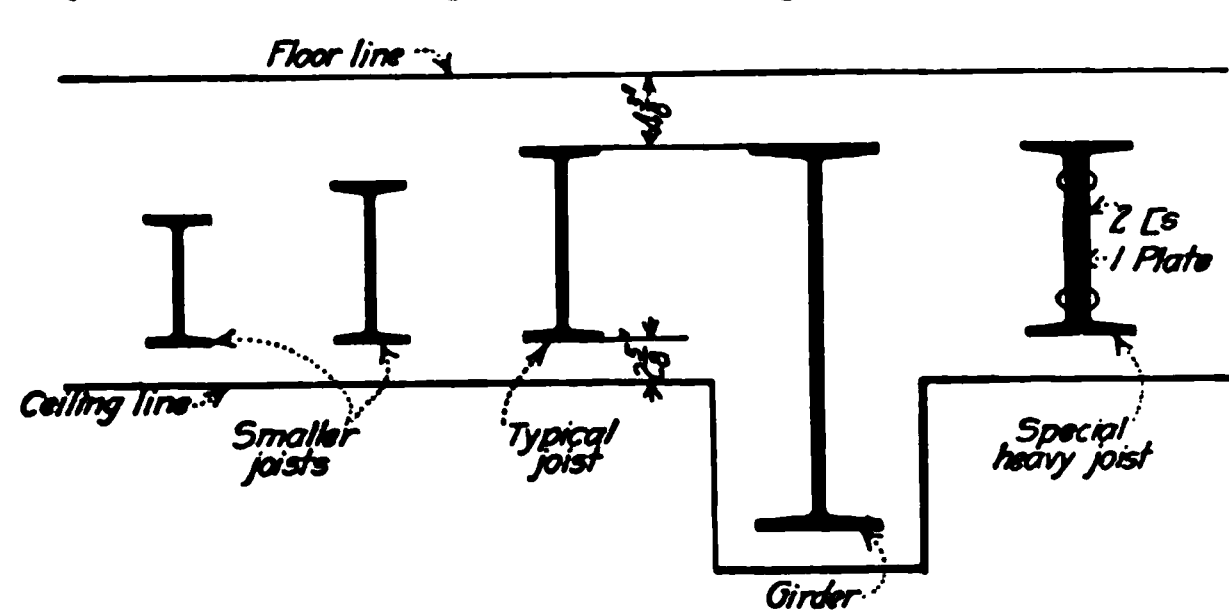 Floor line
2 [s
1 Plate
Ceiling line
Smaller
joists
Typical
joist
Special
heavy joist
Girder